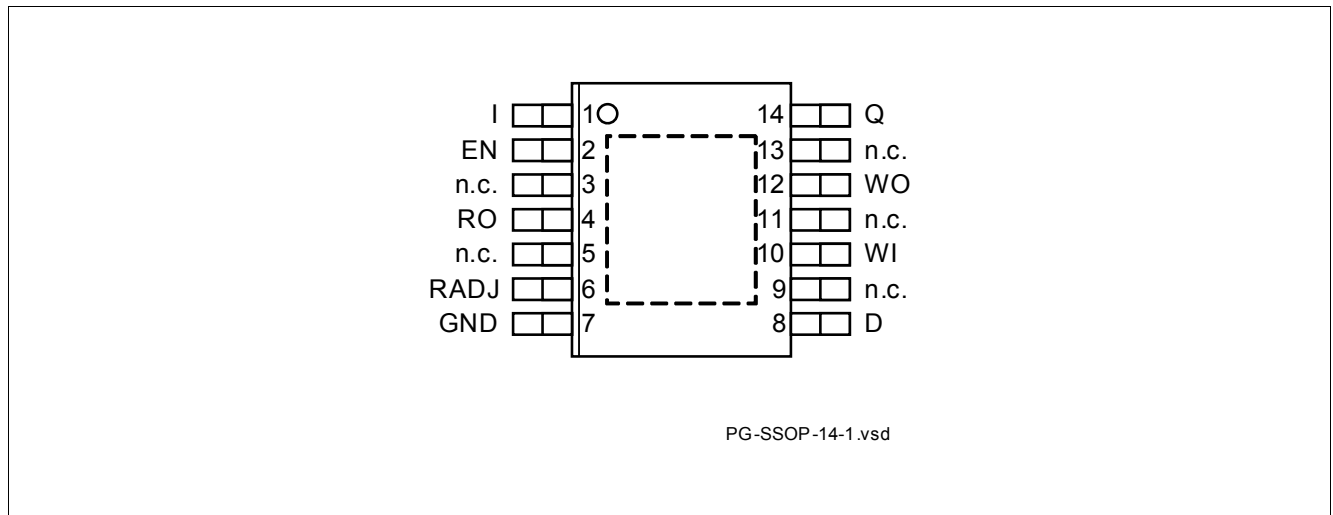 I 1 14 Q
EN 2 13 n.c.
n.c. 3 12 WO
RO 4 11 n.c.
n.c. 5 10 WI
RADJ 6 9 n.c.
GND 7 8 D
PG-SSOP-14-1.vsd